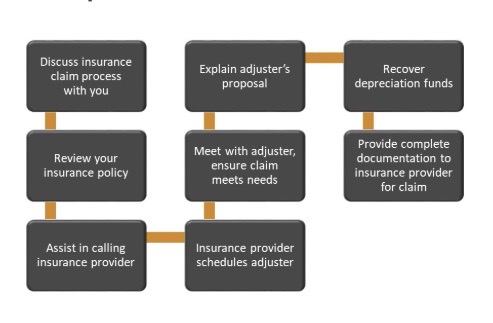 Discuss insurance
claim process
with you
Review your
insurance policy
Assist in calling
insurance provider
Insurance provider
schedules adjuster
Meet with adjuster,
ensure claim
meets needs
Explain adjuster's
proposal
Recover
depreciation funds
Provide complete
documentation to
insurance provider
for claim